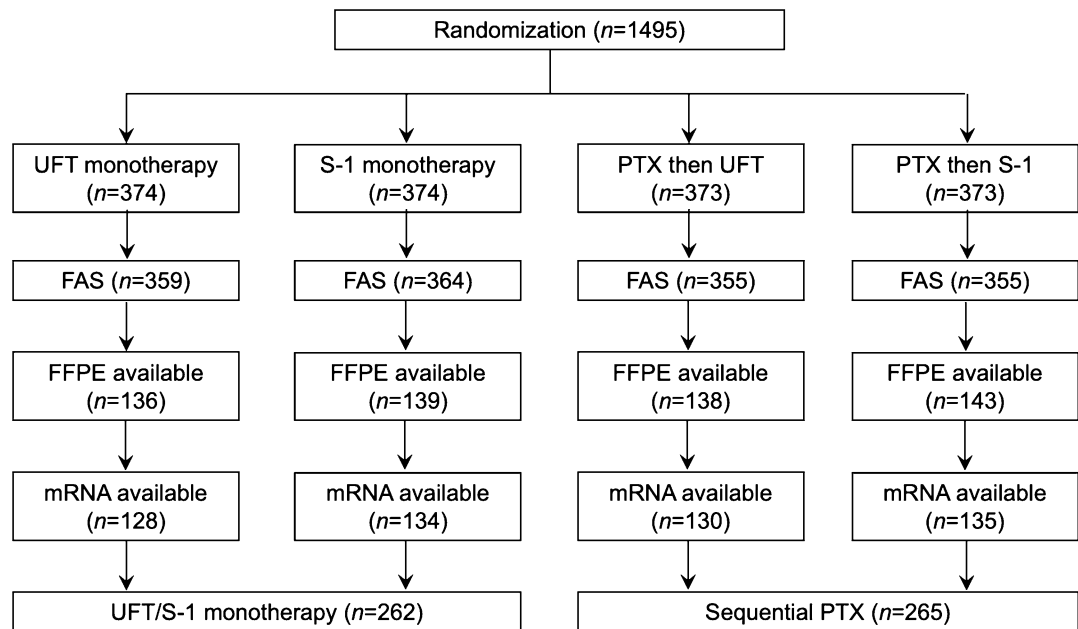 Randomization (n=1495)
UFT monotherapy
(n=374)
S-1 monotherapy
(n=374)
PTX then UFT
(n=373)
PTX then S-1
(n=373)
FAS (n=359)
FAS (n=364)
FAS (n=355)
FAS (n=355)
FFPE available
(n=136)
FFPE available
(n=139)
FFPE available
(n=138)
FFPE available
(n=143)
mRNA available
(n=128)
mRNA available
(n=134)
mRNA available
(n=130)
mRNA available
(n=135)
UFT/S-1 monotherapy (n=262)
Sequential PTX (n=265)